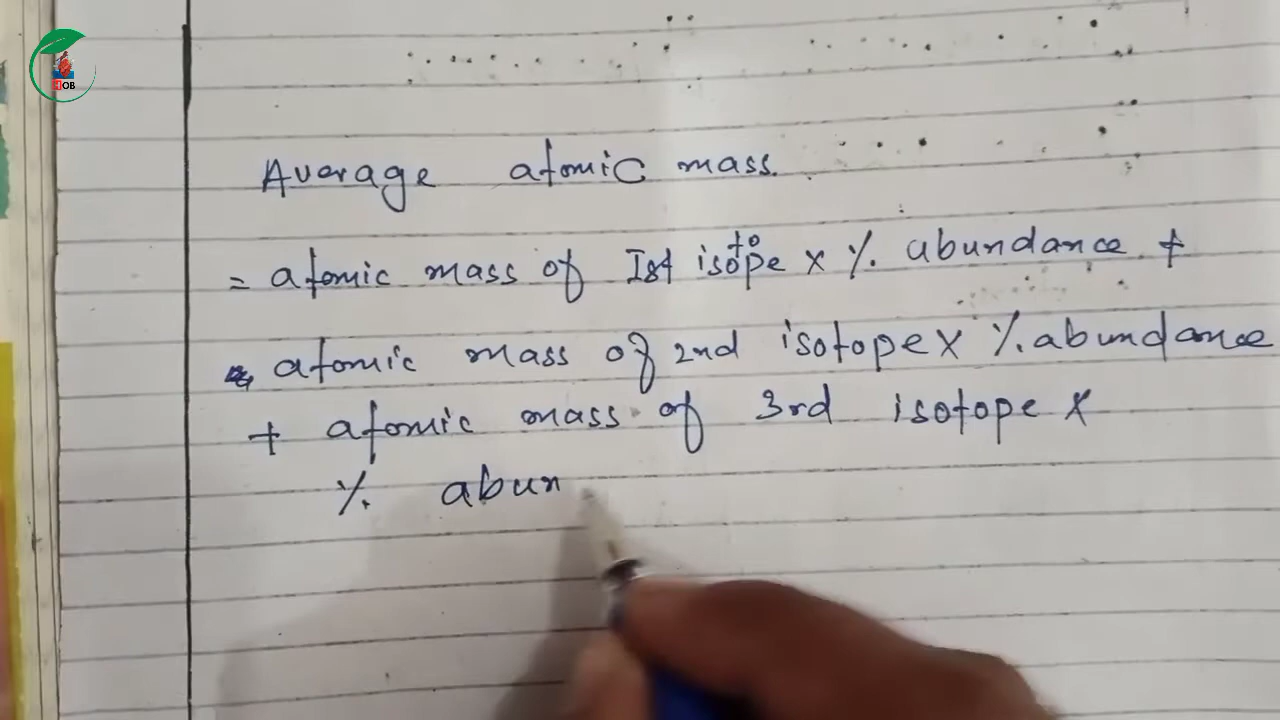 HOB
Average atomic mass.
= atomic mass of Ist isotope x % abundance +
atomic mass of 2nd isotope x % abundance
+ atomic mass of 3rd isotope x
% abun